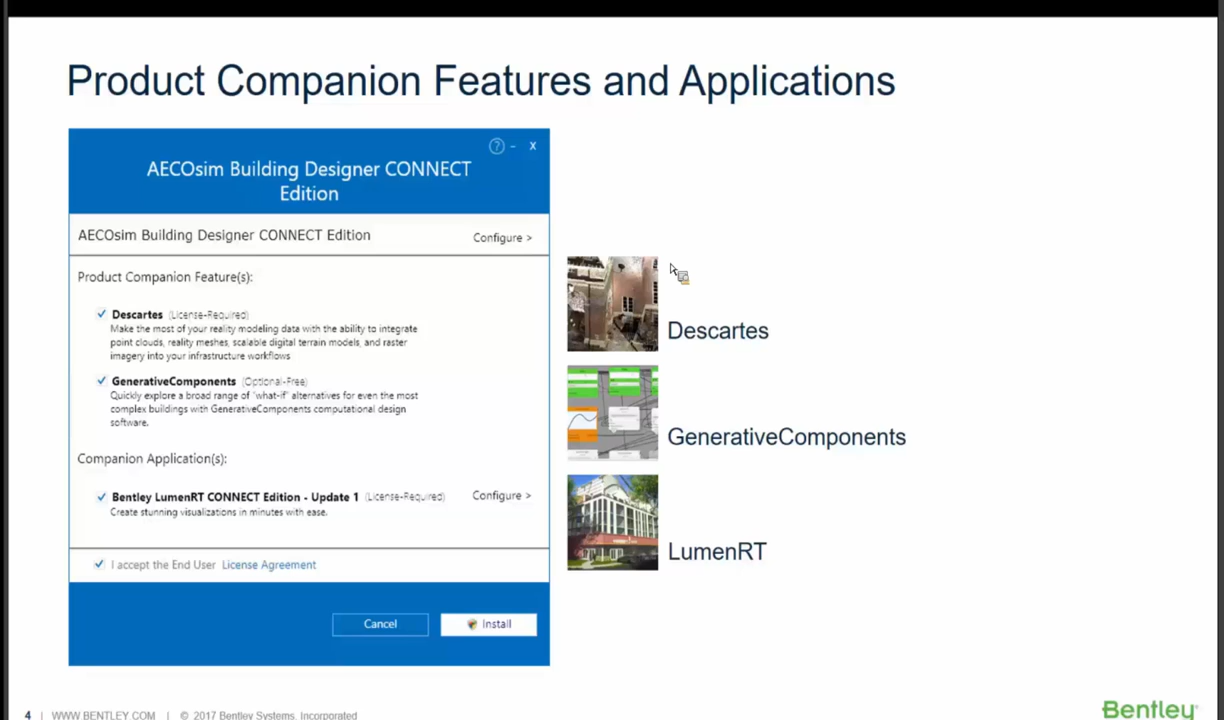 Product Companion Features and Applications
AECOsim Building Designer CONNECT
Edition
AECOsim Building Designer CONNECT Edition
Configure >
Product Companion Feature(s):
Descartes (License-Required)
Make the most of your reality modeling data with the ability to integrate
point clouds, reality meshes, scalable digital terrain models, and raster
imagery into your infrastructure workflows
GenerativeComponents (Optional-Free)
Quickly explore a broad range of "what-if" alternatives for even the most
complex buildings with GenerativeComponents computational design
software.
Companion Application(s):
Bentley LumenRT CONNECT Edition - Update 1 (License-Required)
Configure >
Create stunning visualizations in minutes with ease.
I accept the End User License Agreement
Cancel
Install
Descartes
GenerativeComponents
LumenRT
4 | WWW.BENTLEY.COM | © 2017 Bentley Systems, Incorporated
Bentley